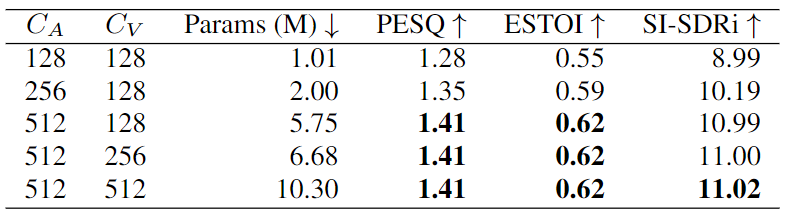 C_A C_V Params (M) ↓ PESQ ↑ ESTOI ↑ SI-SDRi ↑
128 128 1.01 1.28 0.55 8.99
256 128 2.00 1.35 0.59 10.19
512 128 5.75 1.41 0.62 10.99
512 256 6.68 1.41 0.62 11.00
512 512 10.30 1.41 0.62 11.02